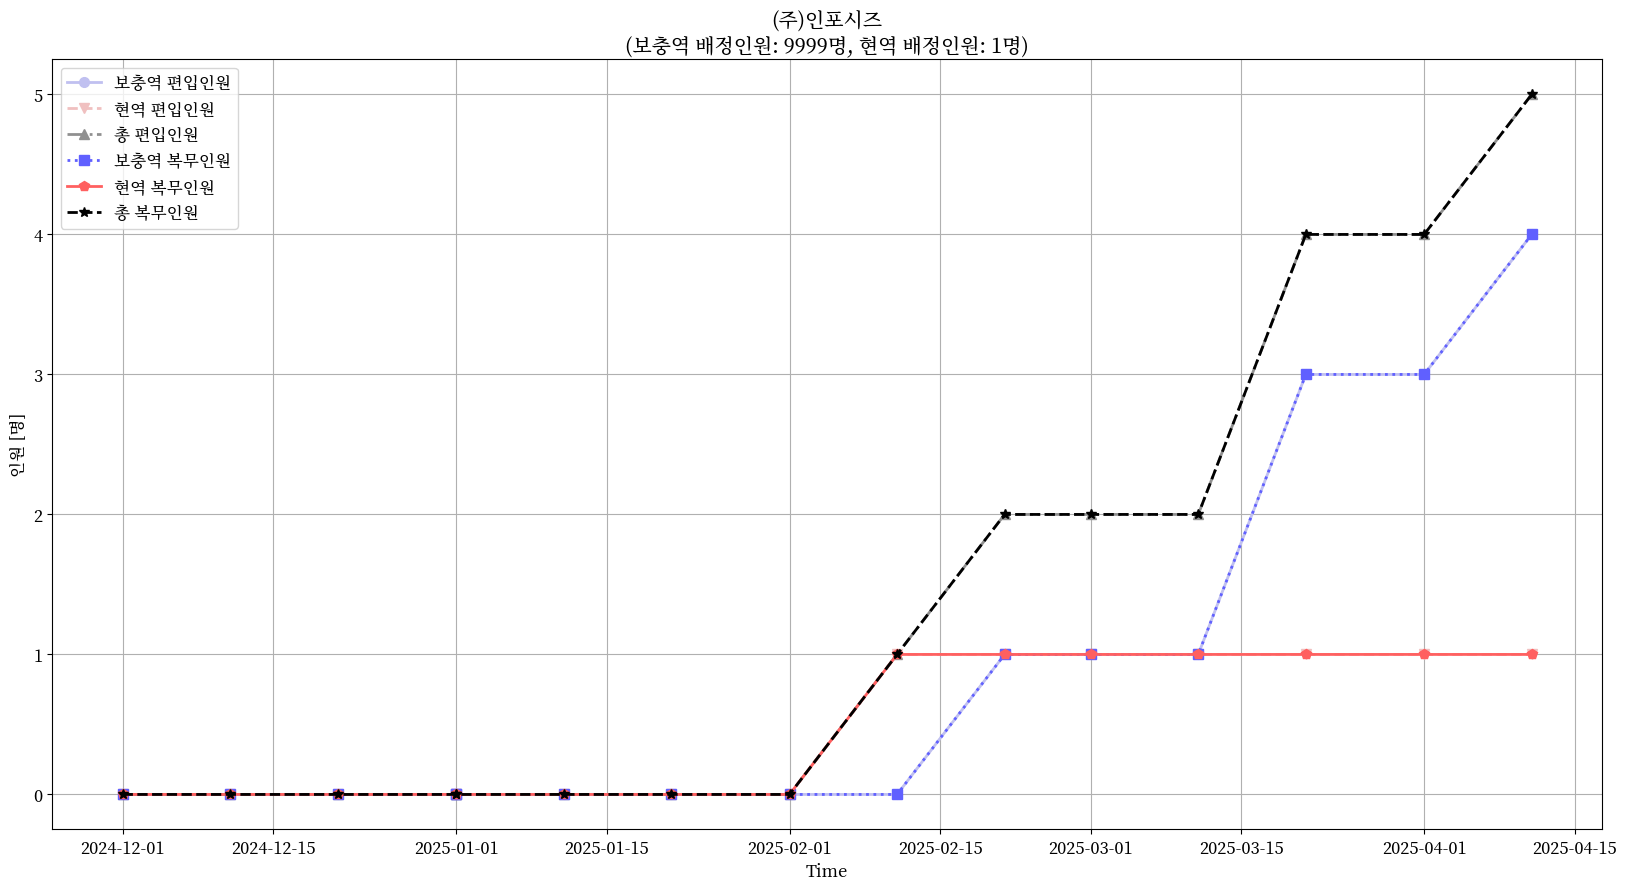 (주)인포시즈
(보충역 배정인원: 9999명, 현역 배정인원: 1명)
보충역 편입인원
현역 편입인원
총 편입인원
보충역 복무인원
현역 복무인원
총 복무인원
5
4
3
2
1
0
인원 [명]
2024-12-01
2024-12-15
2025-01-01
2025-01-15
2025-02-01
2025-02-15
2025-03-01
2025-03-15
2025-04-01
2025-04-15
Time